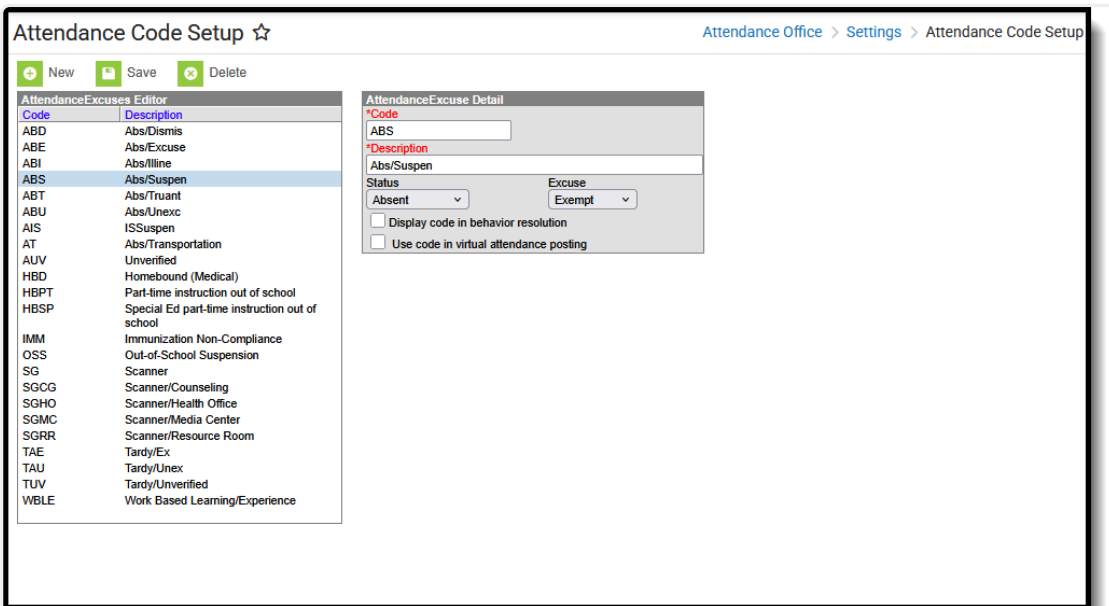 Attendance Code Setup ☆
Attendance Office > Settings > Attendance Code Setup
New Save Delete
AttendanceExcuses Editor
Code Description
ABD Abs/Dismis
ABE Abs/Excuse
ABI Abs/Illine
ABS Abs/Suspen
ABT Abs/Truant
ABU Abs/Unexc
AIS ISSuspen
AT Abs/Transportation
AUV Unverified
HBD Homebound (Medical)
HBPT Part-time instruction out of school
HBSP Special Ed part-time instruction out of
school
IMM Immunization Non-Compliance
OSS Out-of-School Suspension
SG Scanner
SGCG Scanner/Counseling
SGHO Scanner/Health Office
SGMC Scanner/Media Center
SGRR Scanner/Resource Room
TAE Tardy/Ex
TAU Tardy/Unex
TUV Tardy/Unverified
WBLE Work Based Learning/Experience
AttendanceExcuse Detail
*Code
ABS
*Description
Abs/Suspen
Status Excuse
Absent Exempt
Display code in behavior resolution
Use code in virtual attendance posting